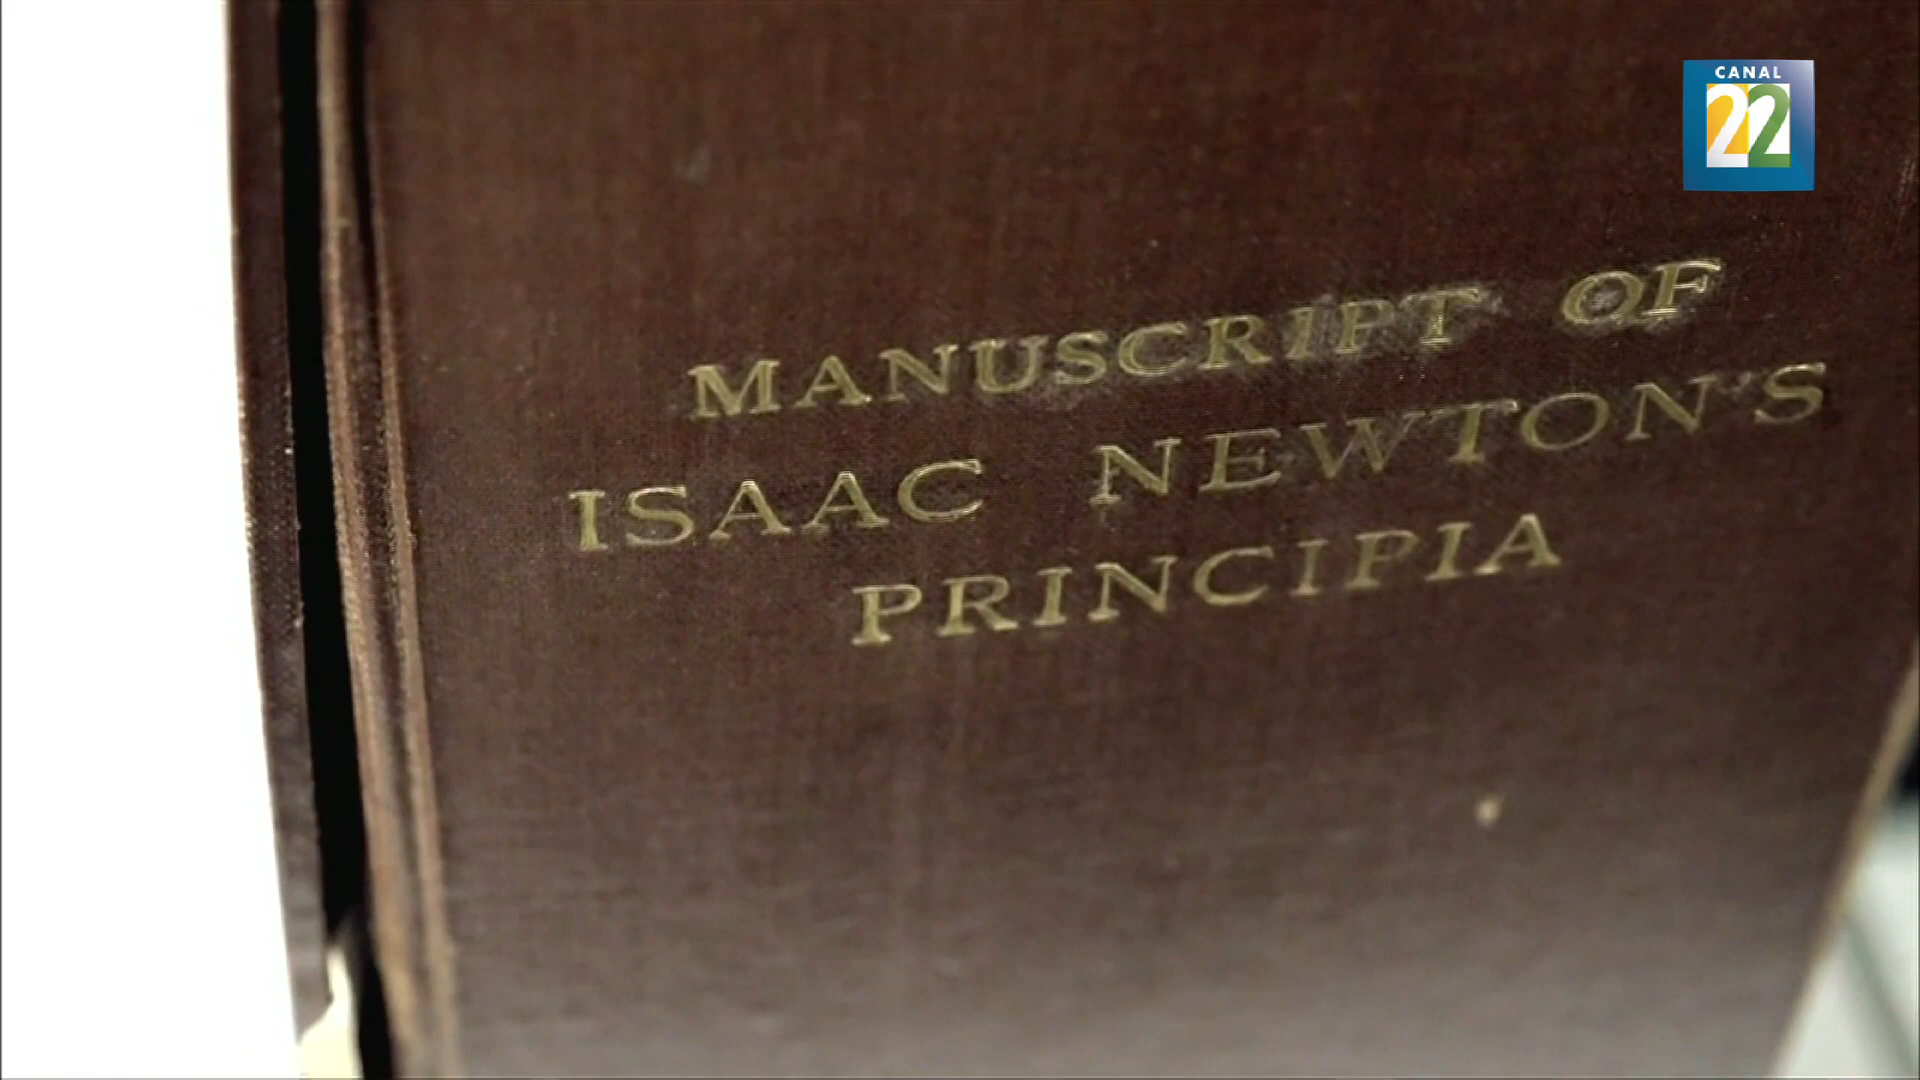 CANAL
22
MANUSCRIPT OF
ISAAC NEWTON'S
PRINCIPIA